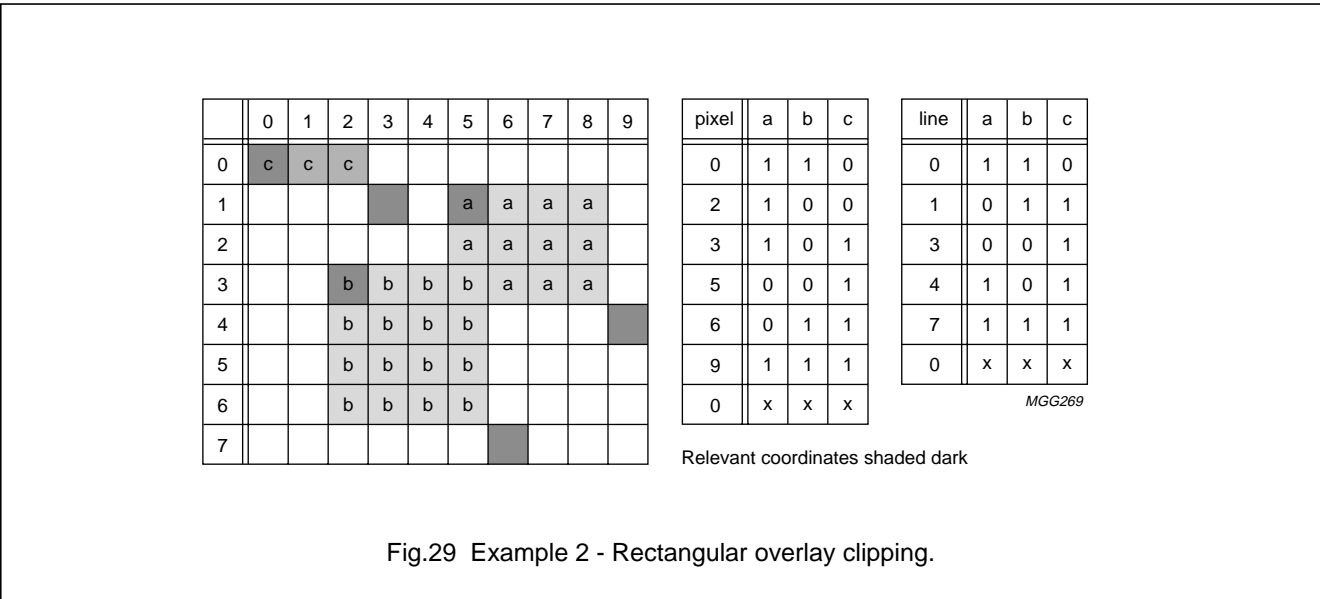 0 1 2 3 4 5 6 7 8 9
0 c c c
1 a a a a
2 a a a a
3 b b b b a a a
4 b b b b
5 b b b b
6 b b b b
7
pixel a b c
0 1 1 0
2 1 0 0
3 1 0 1
5 0 0 1
6 0 1 1
9 1 1 1
0 x x x
line a b c
0 1 1 0
1 0 1 1
3 0 0 1
4 1 0 1
7 1 1 1
0 x x x
MGG269
Relevant coordinates shaded dark
Fig.29 Example 2 - Rectangular overlay clipping.